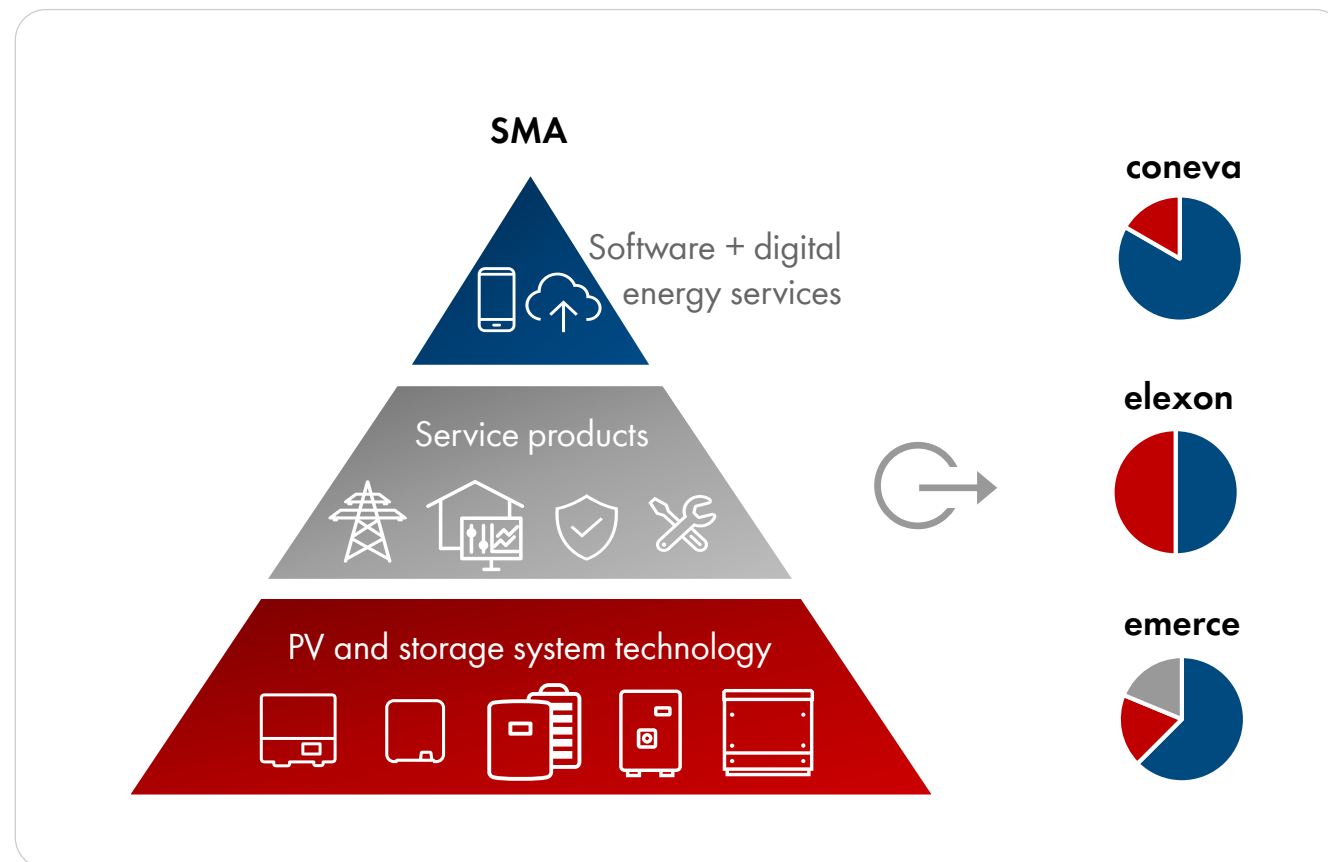 SMA
Software + digital
energy services
Service products
PV and storage system technology
coneva
elexon
emerce